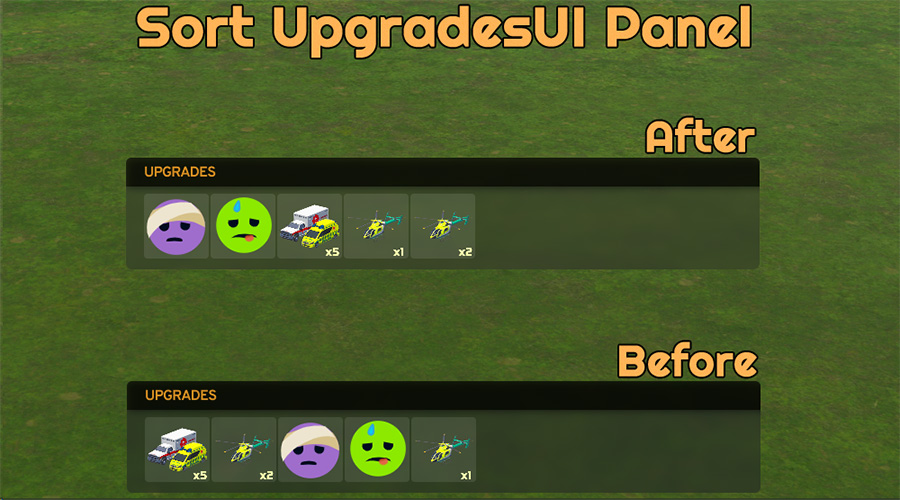 Sort UpgradesUI Panel
After
UPGRADES
x5
x1
x2
Before
UPGRADES
x5
x2
x1